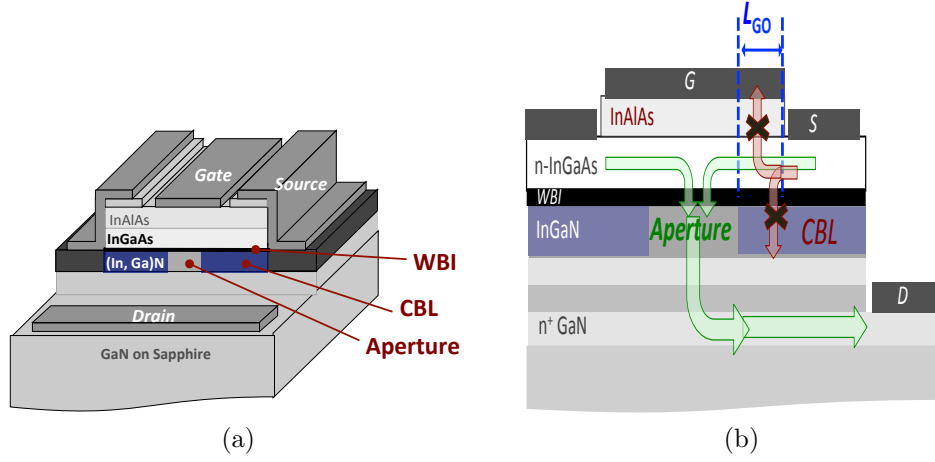 Gate
Source
InAlAs
InGaAs
(In, Ga)N
WBI
CBL
Aperture
Drain
GaN on Sapphire
(a)
L_GO
G
InAlAs
S
n-InGaAs
WBI
InGaN
Aperture
CBL
D
n⁺ GaN
(b)